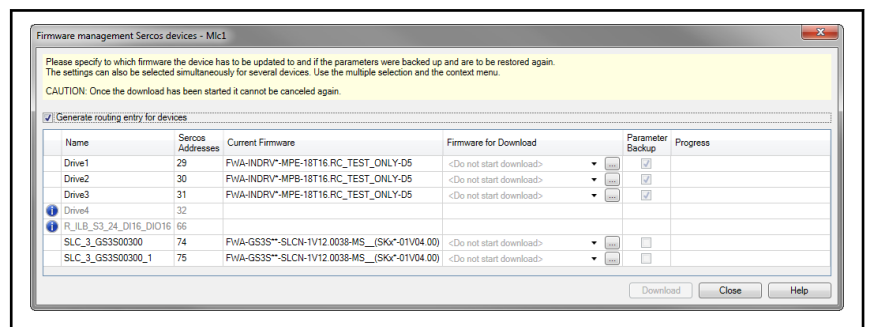 Firmware management Sercos devices - Mlc1
Please specify to which firmware the device has to be updated to and if the parameters were backed up and are to be restored again.
The settings can also be selected simultaneously for several devices. Use the multiple selection and the context menu.
CAUTION: Once the download has been started it cannot be canceled again.
Generate routing entry for devices
Name Sercos Addresses Current Firmware Firmware for Download Parameter Backup Progress
Drive1 29 FWA-INDRV*-MPE-18T16.RC_TEST_ONLY-D5 <Do not start download> ...
Drive2 30 FWA-INDRV*-MPB-18T16.RC_TEST_ONLY-D5 <Do not start download> ...
Drive3 31 FWA-INDRV*-MPE-18T16.RC_TEST_ONLY-D5 <Do not start download> ...
Drive4 32
R_ILB_S3_24_DI16_DIO16 66
SLC_3_GS3S00300 74 FWA-GS3S**-SLCN-1V12.0038-MS__(SKx*-01V04.00) <Do not start download> ...
SLC_3_GS3S00300_1 75 FWA-GS3S**-SLCN-1V12.0038-MS__(SKx*-01V04.00) <Do not start download> ...
Download Close Help